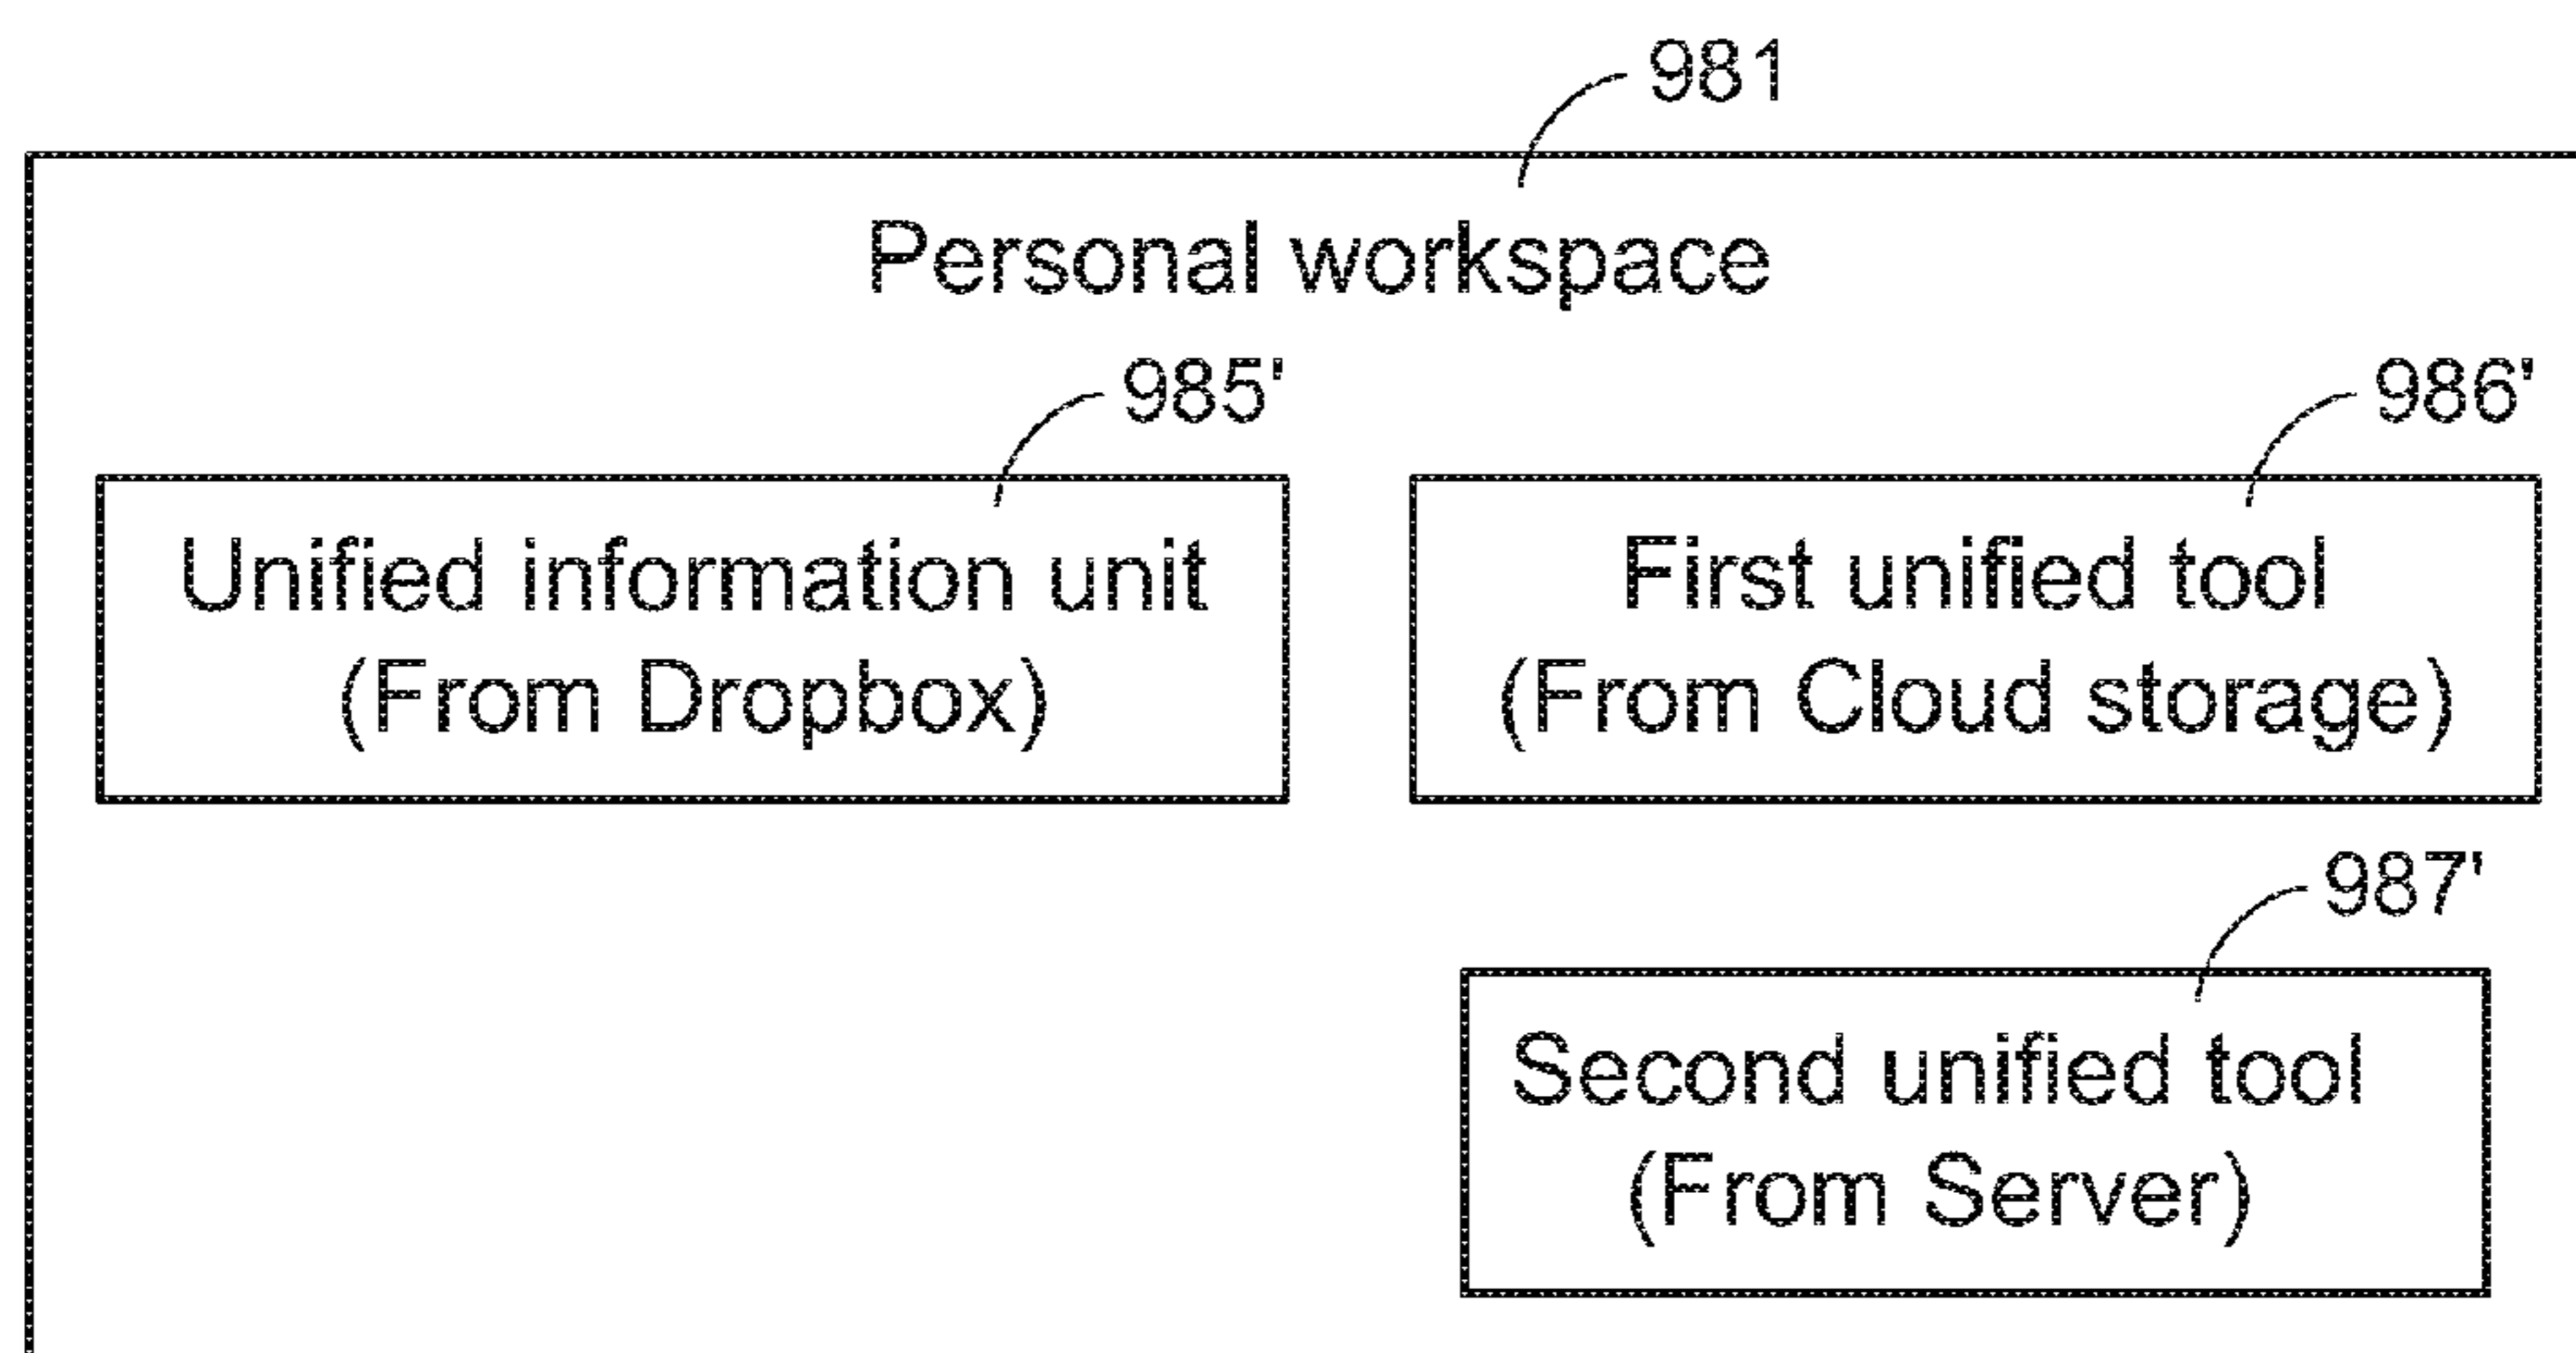 981
Personal workspace
985'
986'
Unified information unit
(From Dropbox)
First unified tool
(From Cloud storage)
987'
Second unified tool
(From Server)